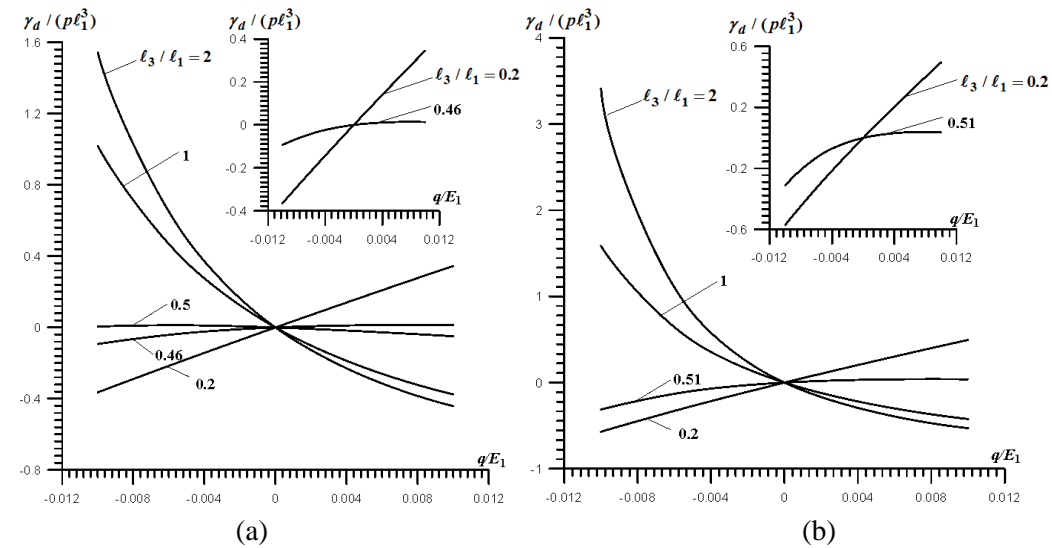 γ_d / (pℓ₁³)
1.6
1.2
0.8
0.4
0
-0.4
-0.8
ℓ₃ / ℓ₁ = 2
1
0.5
0.46
0.2
q/E₁
-0.012 -0.008 -0.004 0 0.004 0.008 0.012
γ_d / (pℓ₁³)
0.4
0.2
0
-0.2
-0.4
ℓ₃ / ℓ₁ = 0.2
0.46
q/E₁
-0.012 -0.004 0.004 0.012
(a)
γ_d / (pℓ₁³)
4
3
2
1
0
-1
ℓ₃ / ℓ₁ = 2
1
0.51
0.2
q/E₁
-0.012 -0.008 -0.004 0 0.004 0.008 0.012
γ_d / (pℓ₁³)
0.6
0.2
-0.2
-0.6
ℓ₃ / ℓ₁ = 0.2
0.51
q/E₁
-0.012 -0.004 0.004 0.012
(b)